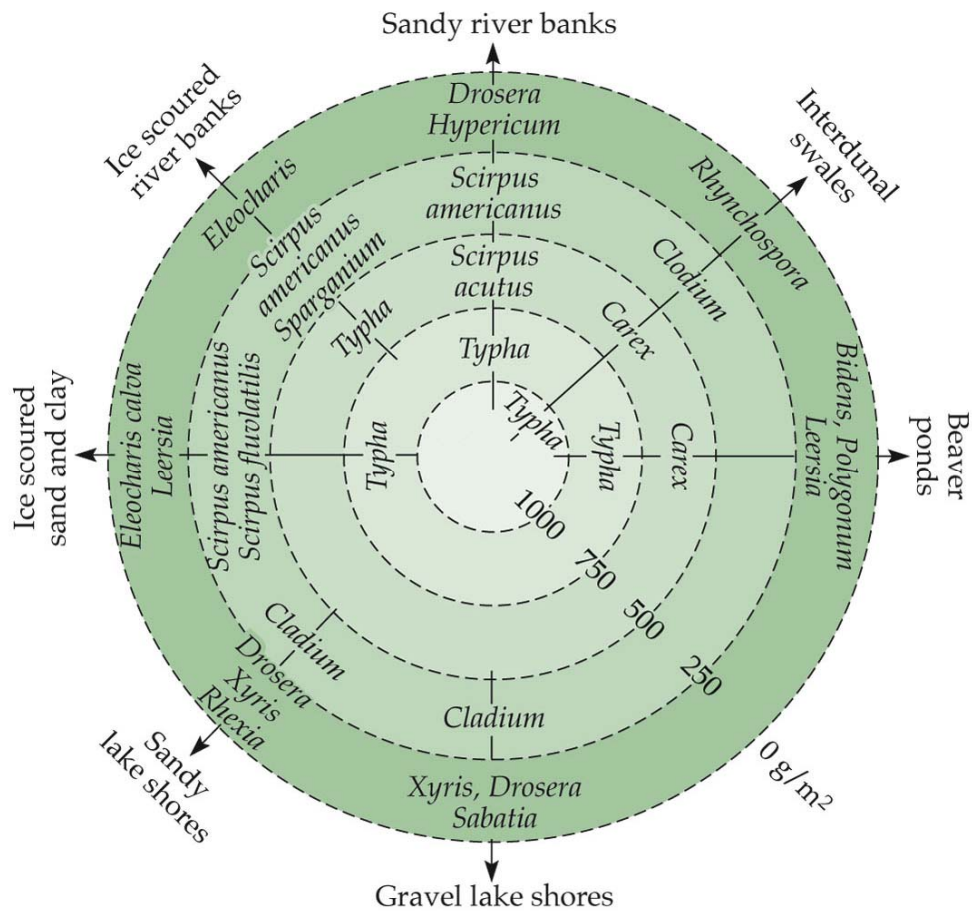 Sandy river banks
Drosera
Hypericum
Scirpus
americanus
Scirpus
acutus
Typha
Ice scoured
river banks
Eleocharis
Scirpus
americanus
Sparganium
Typha
Interdunal
swales
Rhynchospora
Clodium
Carex
Typha
Ice scoured
sand and clay
Eleocharis calva
Leersia
Scirpus americanus
Scirpus fluvlatilis
Typha
Typha
Carex
Bidens, Polygonum
Leersia
Beaver
ponds
1000
750
500
250
0 g/m²
Cladium
Drosera
Xyris
Rhexia
Sandy
lake shores
Cladium
Xyris, Drosera
Sabatia
Gravel lake shores